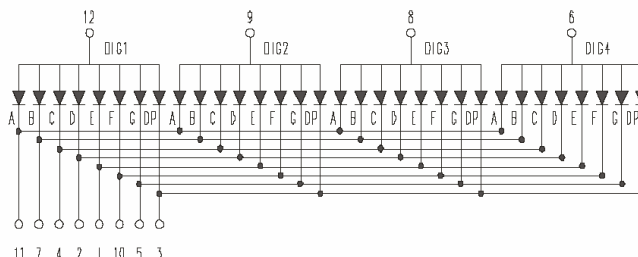 12 9 8 6
DIG1 DIG2 DIG3 DIG4
A B C D E F G DP A B C D E F G DP A B C D E F G DP A B C D E F G DP
11 7 4 2 1 10 5 3